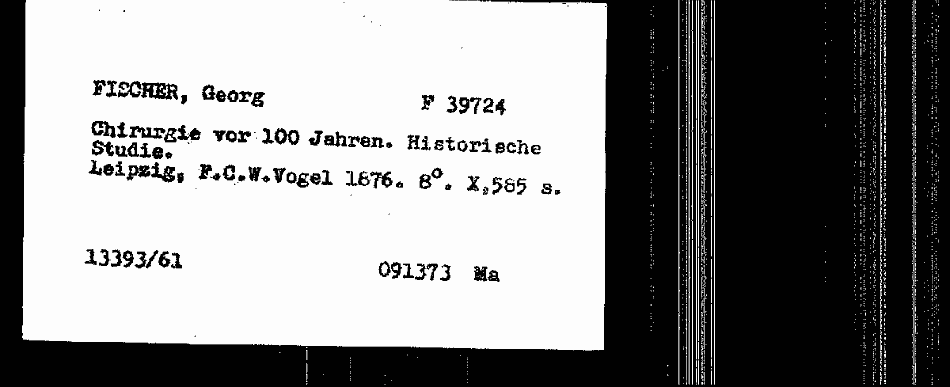 FISCHER, Georg
F 39724
Chirurgie vor 100 Jahren. Historische
Studie.
Leipzig, F.C.W.Vogel 1876. 8°. X,585 s.
13393/61
091373 Ma